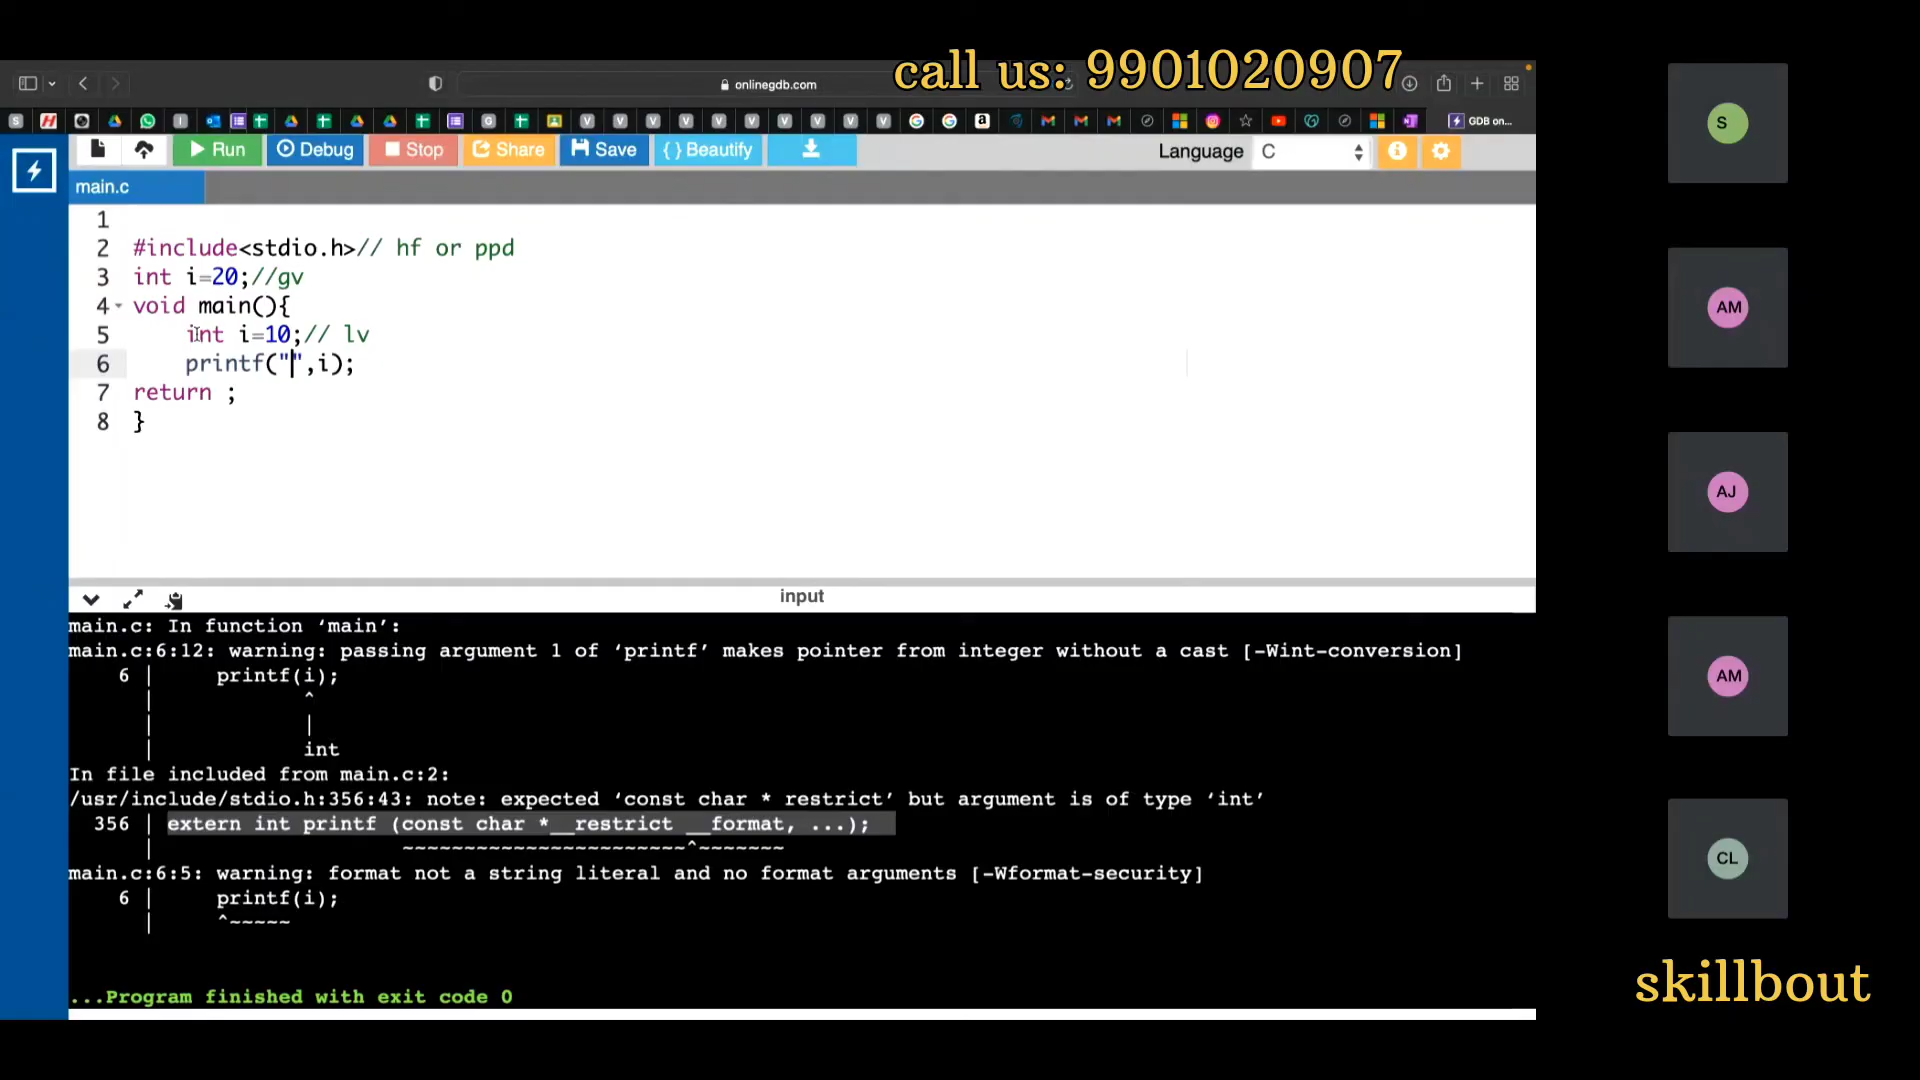 call us: 9901020907
onlinegdb.com
GDB on...
Run
Debug
Stop
Share
Save
{ } Beautify
Language
C
main.c
1
2 #include<stdio.h>// hf or ppd
3 int i=20;//gv
4 void main(){
5 int i=10;// lv
6 printf("",i);
7 return ;
8 }
input
main.c: In function ‘main’:
main.c:6:12: warning: passing argument 1 of ‘printf’ makes pointer from integer without a cast [-Wint-conversion]
6 | printf(i);
| ^
| |
| int
In file included from main.c:2:
/usr/include/stdio.h:356:43: note: expected ‘const char * restrict’ but argument is of type ‘int’
356 | extern int printf (const char *__restrict __format, ...);
| ~~~~~~~~~~~~~~~~~~~~~~~^~~~~~~~
main.c:6:5: warning: format not a string literal and no format arguments [-Wformat-security]
6 | printf(i);
| ^~~~~~
...Program finished with exit code 0
S
AM
AJ
AM
CL
skillbout